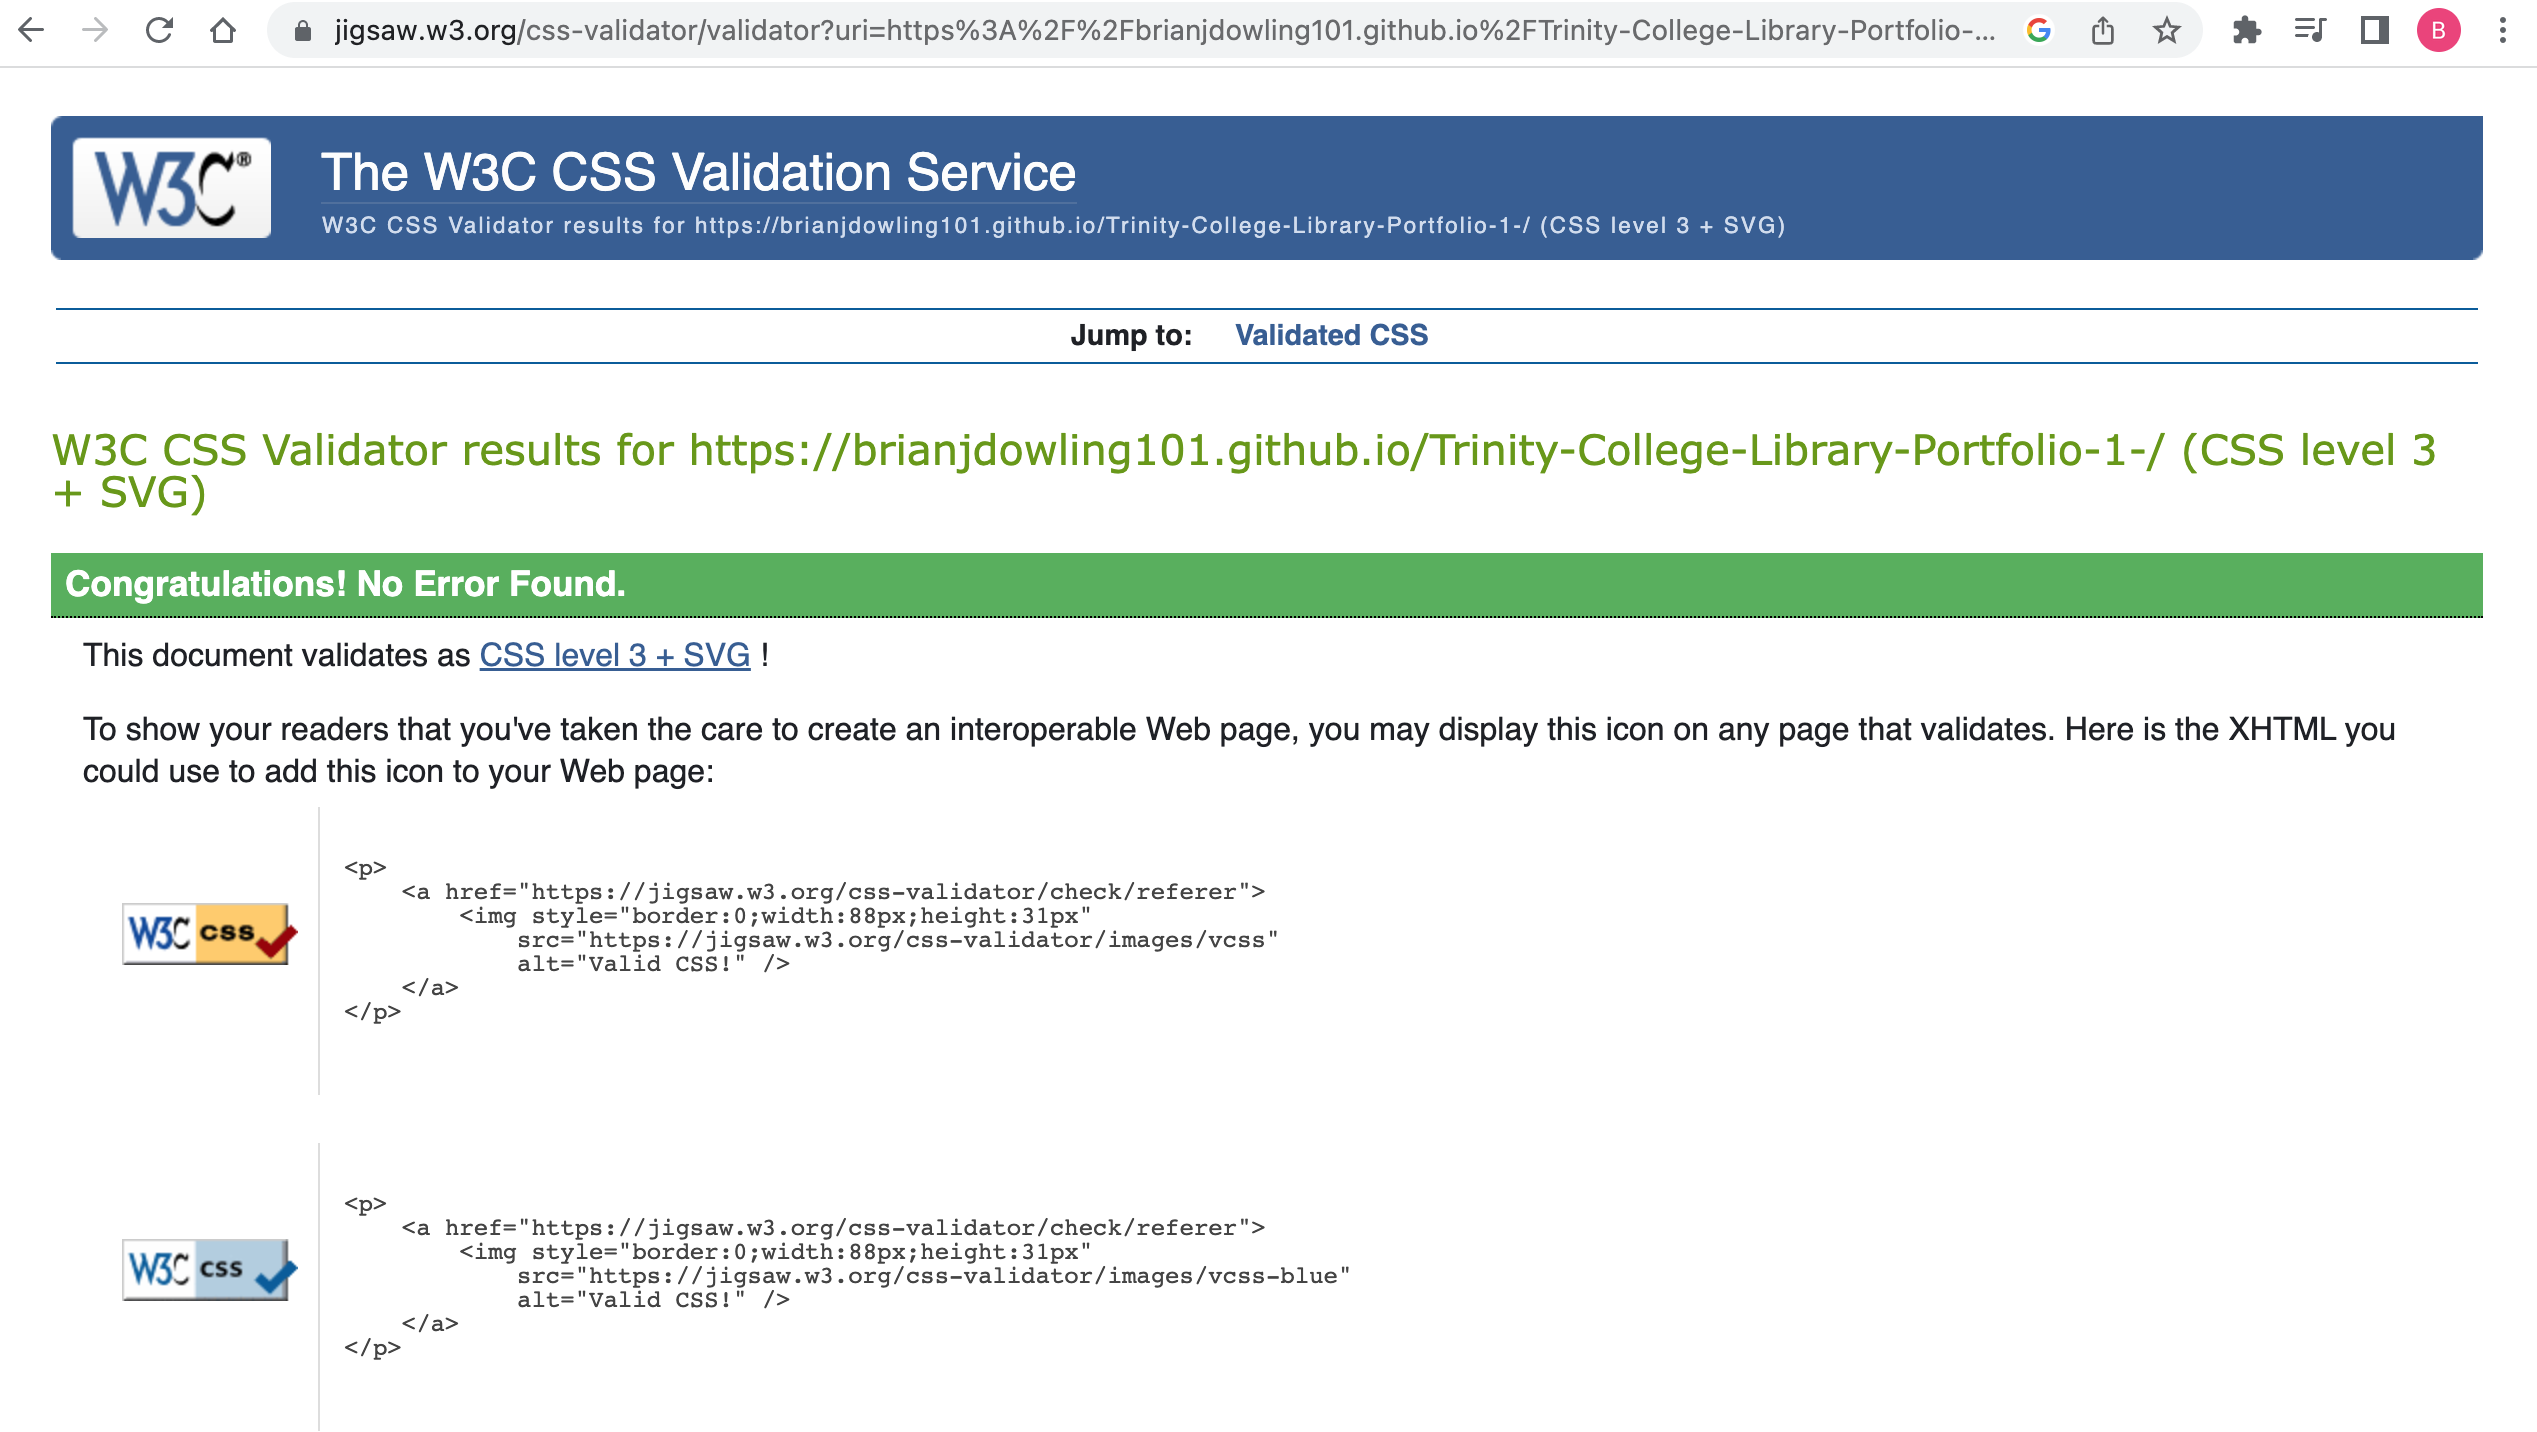 jigsaw.w3.org/css-validator/validator?uri=https%3A%2F%2Fbrianjdowling101.github.io%2FTrinity-College-Library-Portfolio-...
B
W3C®
The W3C CSS Validation Service
W3C CSS Validator results for https://brianjdowling101.github.io/Trinity-College-Library-Portfolio-1-/ (CSS level 3 + SVG)
Jump to: Validated CSS
W3C CSS Validator results for https://brianjdowling101.github.io/Trinity-College-Library-Portfolio-1-/ (CSS level 3
+ SVG)
Congratulations! No Error Found.
This document validates as CSS level 3 + SVG !
To show your readers that you've taken the care to create an interoperable Web page, you may display this icon on any page that validates. Here is the XHTML you
could use to add this icon to your Web page:
W3C css
<p>
<a href="https://jigsaw.w3.org/css-validator/check/referer">
<img style="border:0;width:88px;height:31px"
src="https://jigsaw.w3.org/css-validator/images/vcss"
alt="Valid CSS!" />
</a>
</p>
W3C css
<p>
<a href="https://jigsaw.w3.org/css-validator/check/referer">
<img style="border:0;width:88px;height:31px"
src="https://jigsaw.w3.org/css-validator/images/vcss-blue"
alt="Valid CSS!" />
</a>
</p>